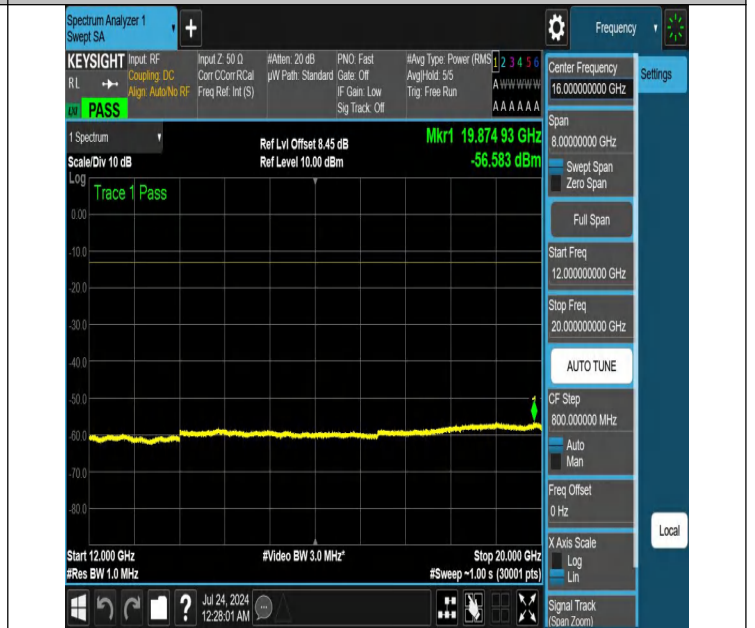 Spectrum Analyzer 1
Swept SA
+
Frequency
KEYSIGHT
RL
PASS
Input: RF
Coupling: DC
Align: Auto/No RF
Input Z: 50 Ω
Corr CCorr RCal
Freq Ref: Int (S)
#Atten: 20 dB
µW Path: Standard
PNO: Fast
Gate: Off
IF Gain: Low
Sig Track: Off
#Avg Type: Power (RMS
Avg|Hold: 5/5
Trig: Free Run
1 2 3 4 5 6
A W W W W W
A A A A A A
1 Spectrum
Scale/Div 10 dB
Ref Lvl Offset 8.45 dB
Ref Level 10.00 dBm
Mkr1 19.874 93 GHz
-56.583 dBm
Log
Trace 1 Pass
0.00
-10.0
-20.0
-30.0
-40.0
-50.0
-60.0
-70.0
-80.0
1
Start 12.000 GHz
#Res BW 1.0 MHz
#Video BW 3.0 MHz*
Stop 20.000 GHz
#Sweep ~1.00 s (30001 pts)
Center Frequency
16.000000000 GHz
Settings
Span
8.00000000 GHz
Swept Span
Zero Span
Full Span
Start Freq
12.000000000 GHz
Stop Freq
20.000000000 GHz
AUTO TUNE
CF Step
800.000000 MHz
Auto
Man
Freq Offset
0 Hz
X Axis Scale
Log
Lin
Local
Signal Track
(Span Zoom)
?
Jul 24, 2024
12:28:01 AM